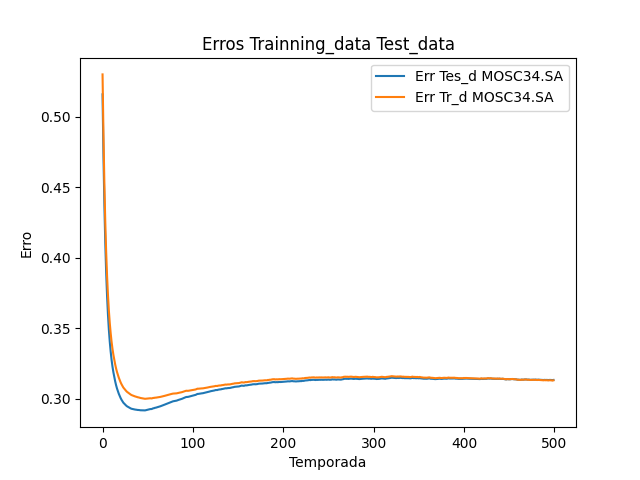 Erros Trainning_data Test_data
Err Tes_d MOSC34.SA
Err Tr_d MOSC34.SA
0.50
0.45
0.40
0.35
0.30
Erro
0
100
200
300
400
500
Temporada